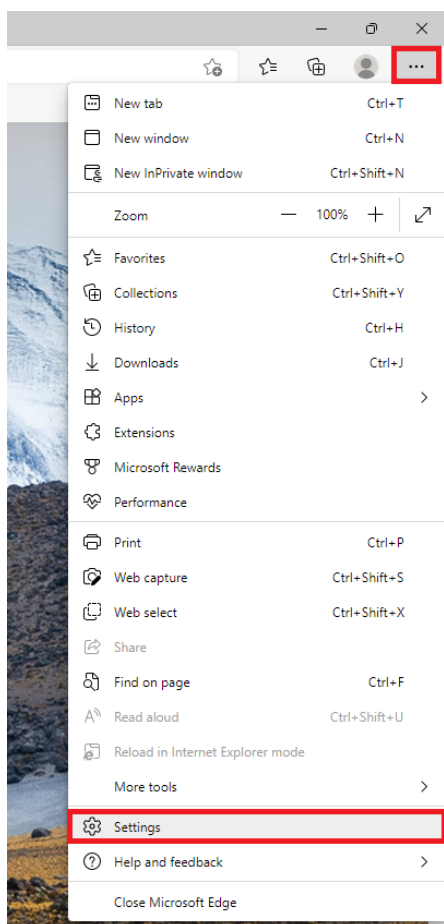 New tab Ctrl+T
New window Ctrl+N
New InPrivate window Ctrl+Shift+N
Zoom — 100% +
Favorites Ctrl+Shift+O
Collections Ctrl+Shift+Y
History Ctrl+H
Downloads Ctrl+J
Apps
Extensions
Microsoft Rewards
Performance
Print Ctrl+P
Web capture Ctrl+Shift+S
Web select Ctrl+Shift+X
Share
Find on page Ctrl+F
Read aloud Ctrl+Shift+U
Reload in Internet Explorer mode
More tools
Settings
Help and feedback
Close Microsoft Edge